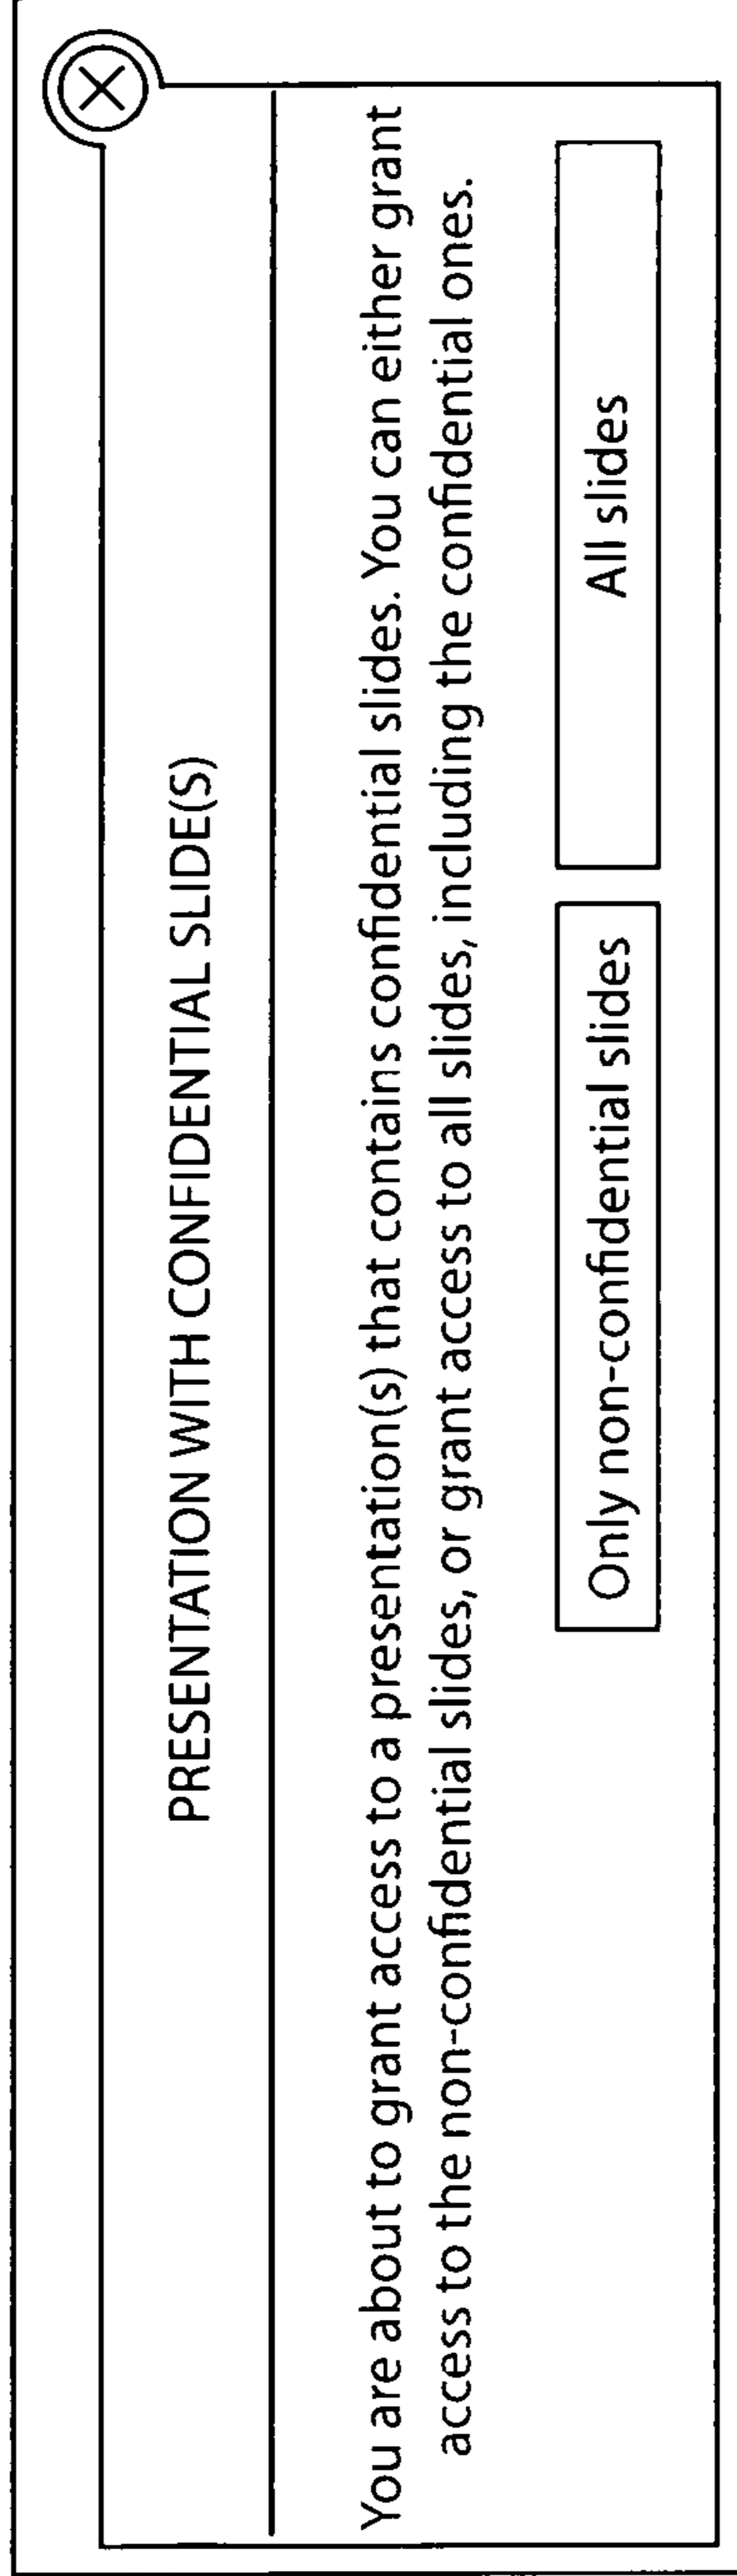 PRESENTATION WITH CONFIDENTIAL SLIDE(S)
You are about to grant access to a presentation(s) that contains confidential slides. You can either grant
access to the non-confidential slides, or grant access to all slides, including the confidential ones.
Only non-confidential slides
All slides